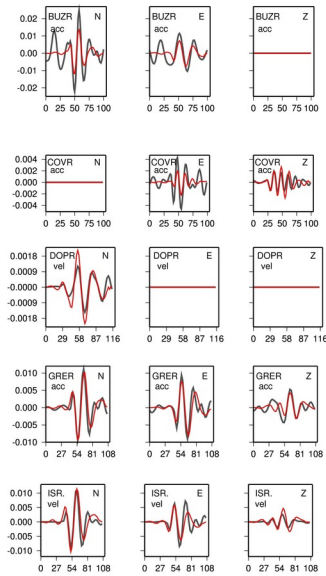 BUZR N
acc
0.02
0.01
-0.00
-0.01
-0.02
0 25 50 75 100
BUZR E
acc
0 25 50 75 100
BUZR Z
acc
0 25 50 75 100
COVR N
acc
0.004
0.002
0.000
-0.002
-0.004
0 25 50 75 100
COVR E
acc
0 25 50 75 100
COVR Z
acc
0 25 50 75 100
DOPR N
vel
0.0018
0.0009
-0.0000
-0.0009
-0.0018
0 29 58 87 116
DOPR E
vel
0 29 58 87 116
DOPR Z
vel
0 29 58 87 116
GRER N
acc
0.010
0.005
0.000
-0.005
-0.010
0 27 54 81 108
GRER E
acc
0 27 54 81 108
GRER Z
acc
0 27 54 81 108
ISR. N
vel
0.010
0.005
-0.000
-0.005
-0.010
0 27 54 81 108
ISR. E
vel
0 27 54 81 108
ISR. Z
vel
0 27 54 81 108